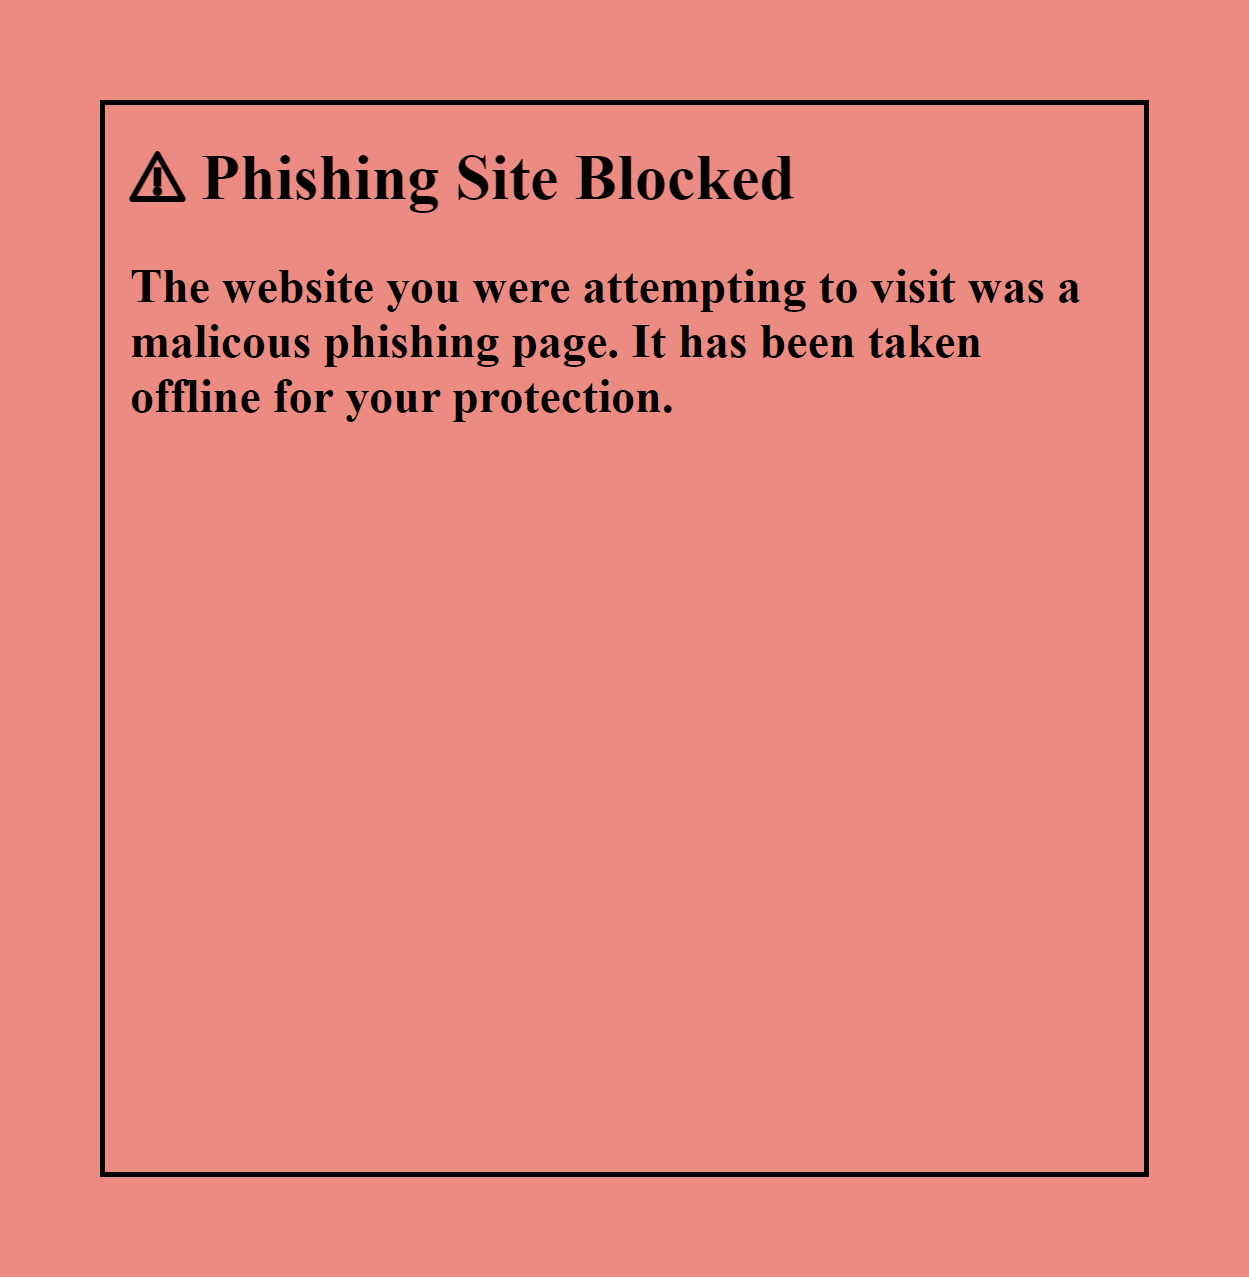 ⚠ Phishing Site Blocked
The website you were attempting to visit was a
malicous phishing page. It has been taken
offline for your protection.